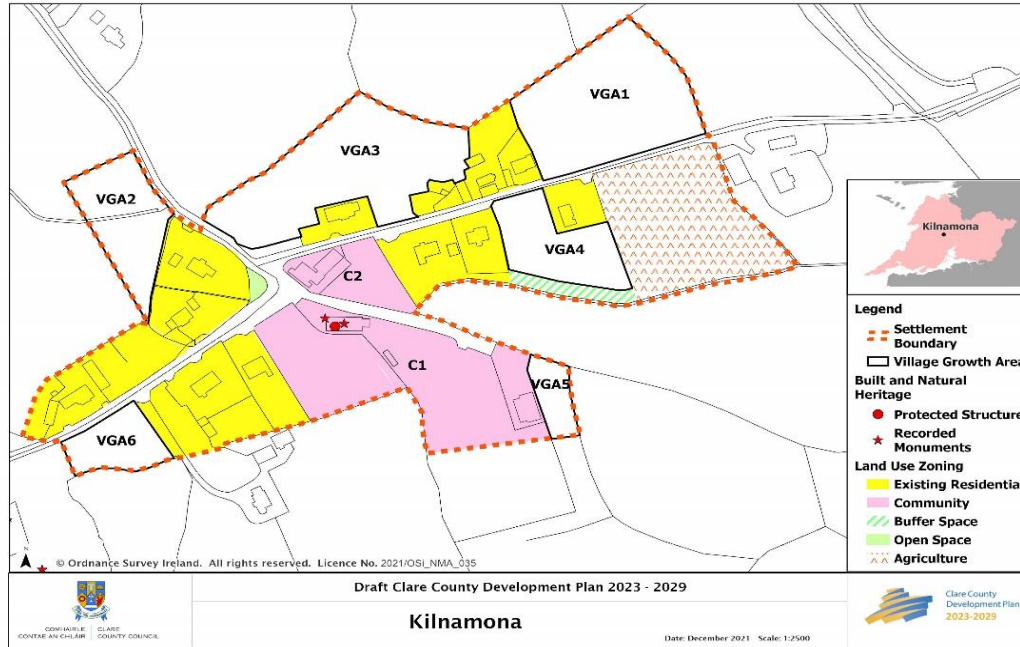 VGA1
VGA3
VGA2
VGA4
C2
C1
VGA5
VGA6
Kilnamona
Legend
Settlement
Boundary
Village Growth Area
Built and Natural
Heritage
Protected Structure
Recorded
Monuments
Land Use Zoning
Existing Residential
Community
Buffer Space
Open Space
Agriculture
N
© Ordnance Survey Ireland. All rights reserved. Licence No. 2021/OSi_NMA_035
COMHAIRLE CLARE
CONTAE AN CHLÁIR COUNTY COUNCIL
Draft Clare County Development Plan 2023 - 2029
Kilnamona
Date: December 2021 Scale: 1:2500
Clare County
Development Plan
2023-2029